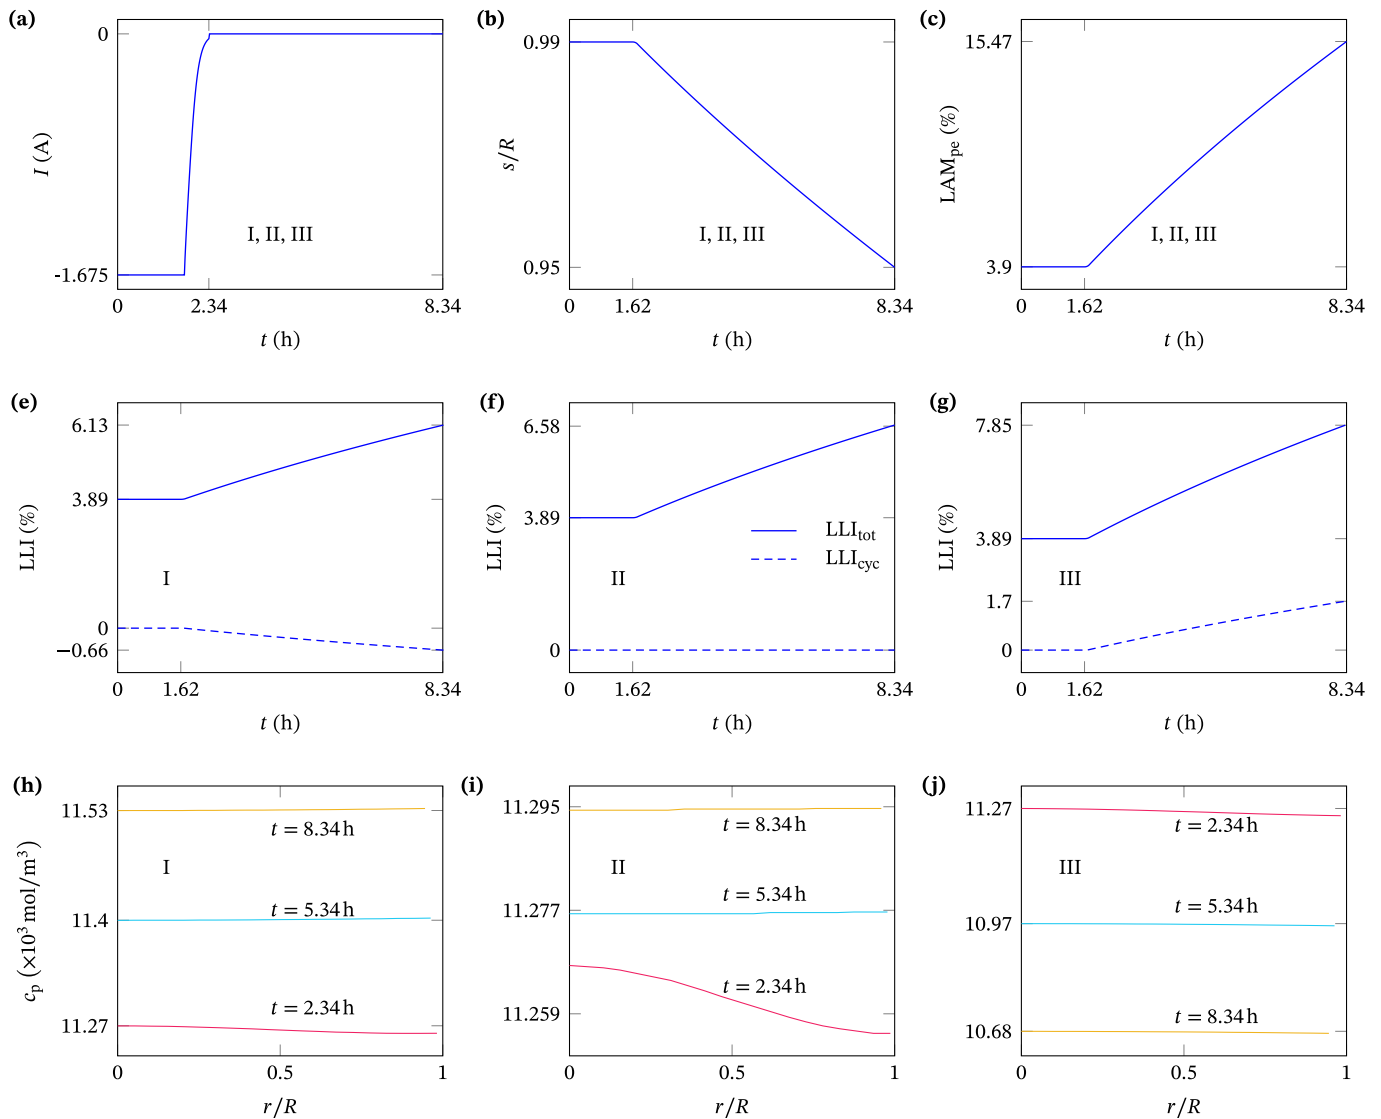 (a)
0
-1.675
I (A)
I, II, III
0
2.34
8.34
t (h)
(b)
0.99
0.95
s/R
I, II, III
0
1.62
8.34
t (h)
(c)
15.47
3.9
LAMpe (%)
I, II, III
0
1.62
8.34
t (h)
(e)
6.13
3.89
0
−0.66
LLI (%)
I
0
1.62
8.34
t (h)
(f)
6.58
3.89
0
LLI (%)
LLItot
LLIcyc
II
0
1.62
8.34
t (h)
(g)
7.85
3.89
1.7
0
LLI (%)
III
0
1.62
8.34
t (h)
(h)
11.53
11.4
11.27
cp (×10³ mol/m³)
t = 8.34 h
I
t = 5.34 h
t = 2.34 h
0
0.5
1
r/R
(i)
11.295
11.277
11.259
t = 8.34 h
II
t = 5.34 h
t = 2.34 h
0
0.5
1
r/R
(j)
11.27
10.97
10.68
t = 2.34 h
III
t = 5.34 h
t = 8.34 h
0
0.5
1
r/R